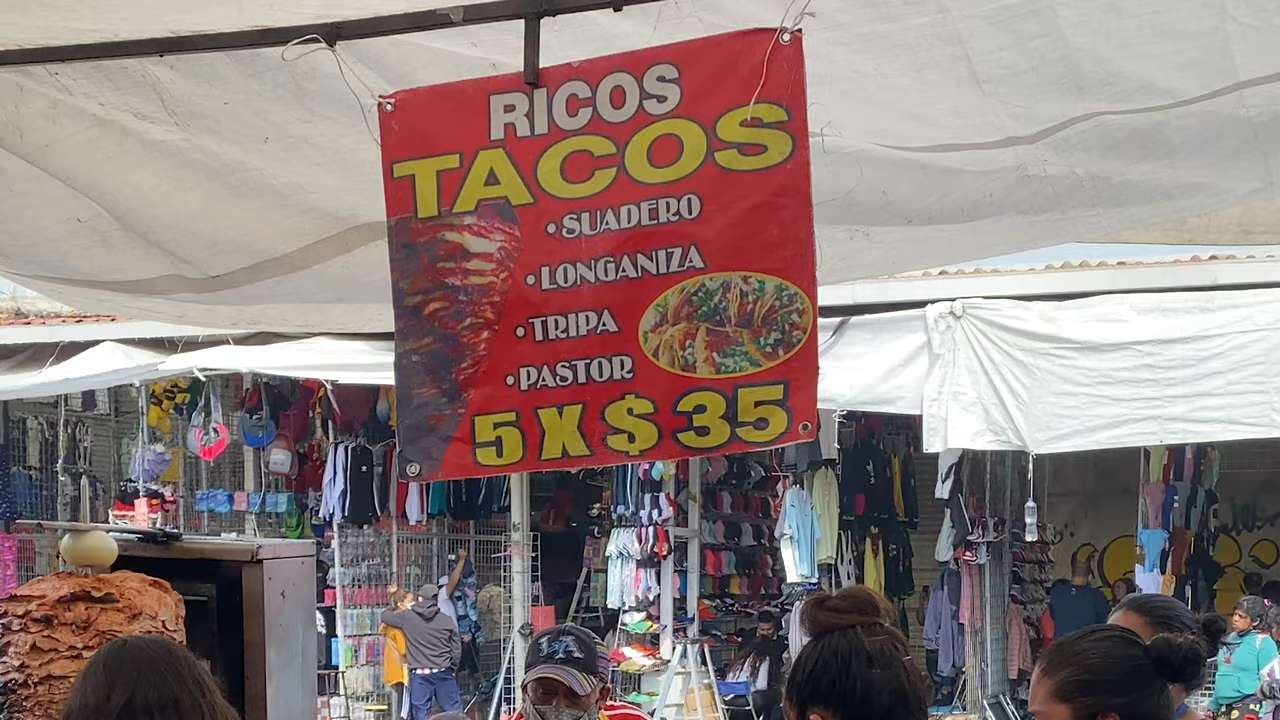 RICOS
TACOS
• SUADERO
• LONGANIZA
• TRIPA
• PASTOR
5 X $ 35